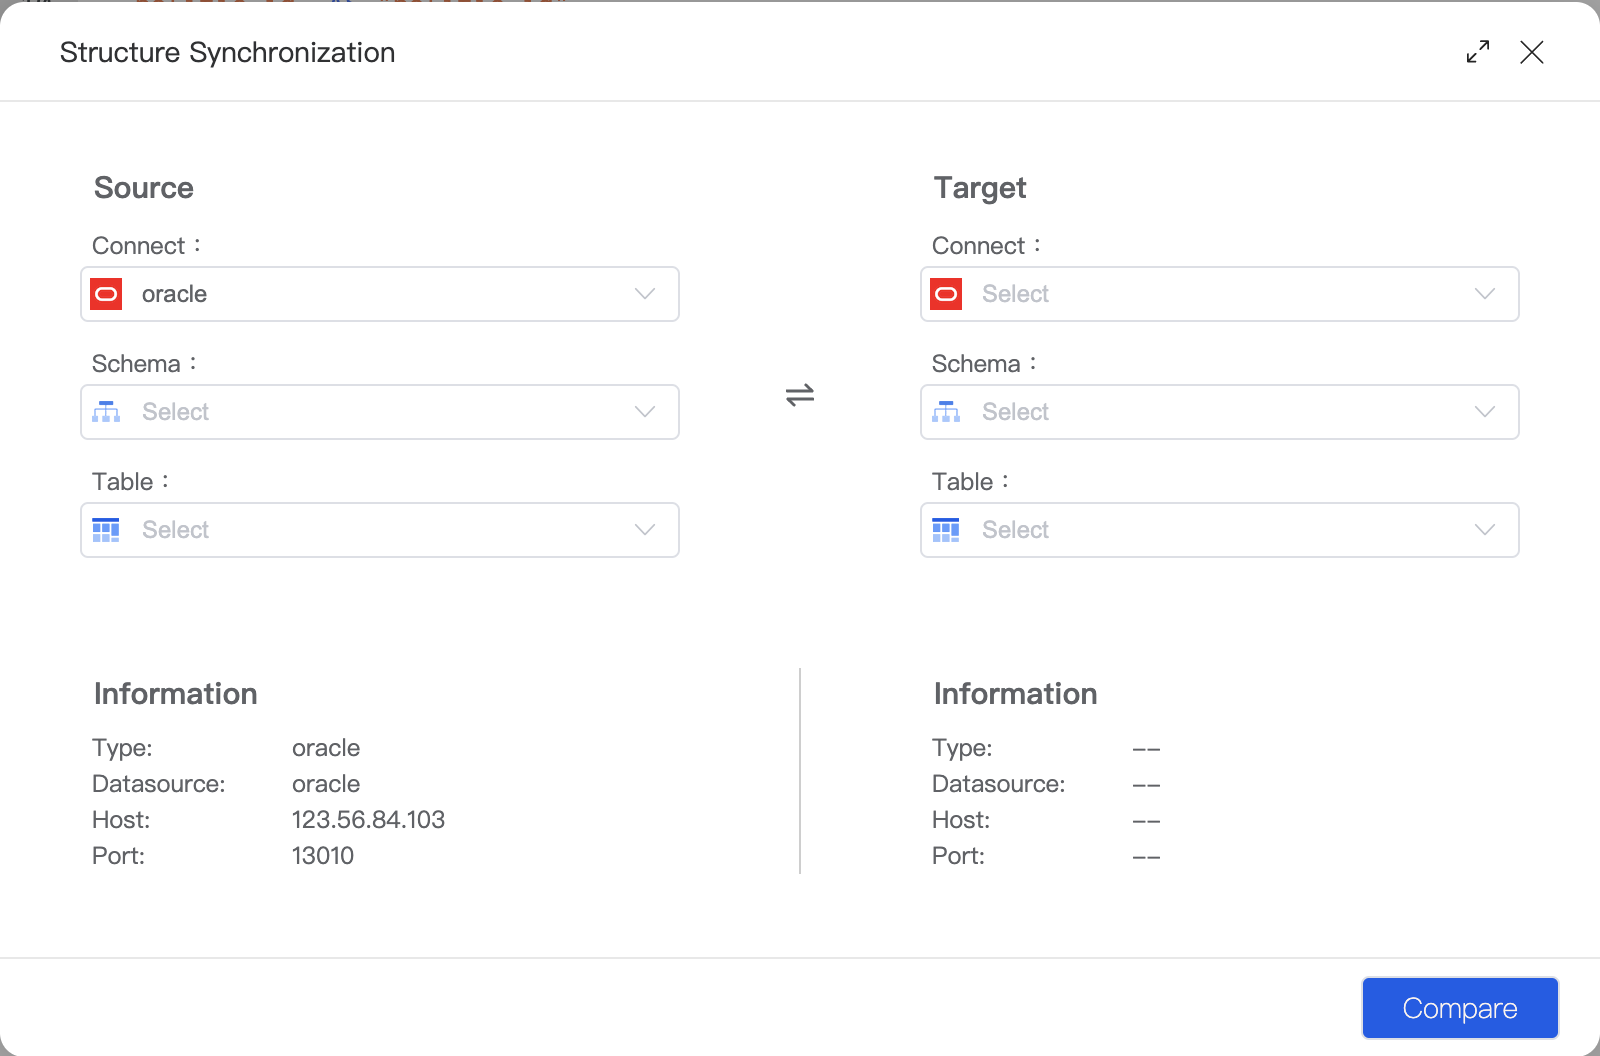 Structure Synchronization
Source
Connect：
oracle
Schema：
Select
Table：
Select
Target
Connect：
Select
Schema：
Select
Table：
Select
Information
Type: oracle
Datasource: oracle
Host: 123.56.84.103
Port: 13010
Information
Type: --
Datasource: --
Host: --
Port: --
Compare